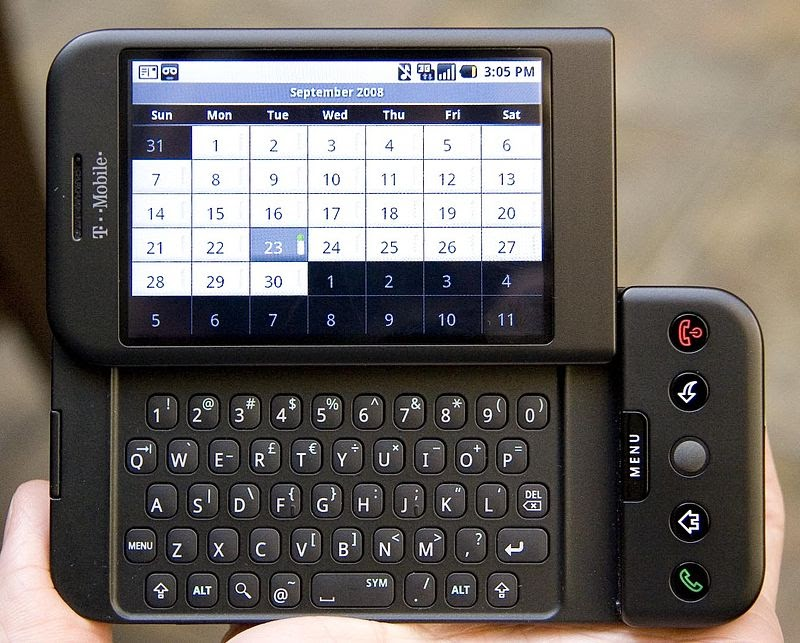 3G 3:05 PM
September 2008
Sun Mon Tue Wed Thu Fri Sat
31 1 2 3 4 5 6
7 8 9 10 11 12 13
14 15 16 17 18 19 20
21 22 23 24 25 26 27
28 29 30 1 2 3 4
5 6 7 8 9 10 11
T··Mobile·
1 ! 2 @ 3 # 4 $ 5 % 6 ^ 7 & 8 * 9 ( 0 )
Q W ` E - R £ T € Y ÷ U × I - O + P =
A S | D \ F { G } H : J ; K " L ' DEL
MENU Z X C V [ B ] N < M > , ?
ALT @ ~ SYM . / ALT
MENU